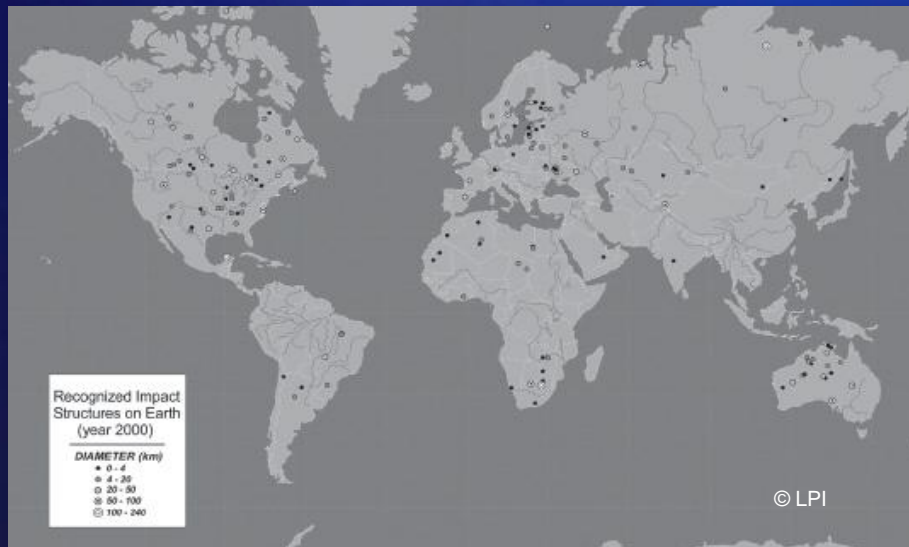 Recognized Impact
Structures on Earth
(year 2000)
DIAMETER (km)
0 - 4
4 - 20
20 - 50
50 - 100
100 - 240
© LPI